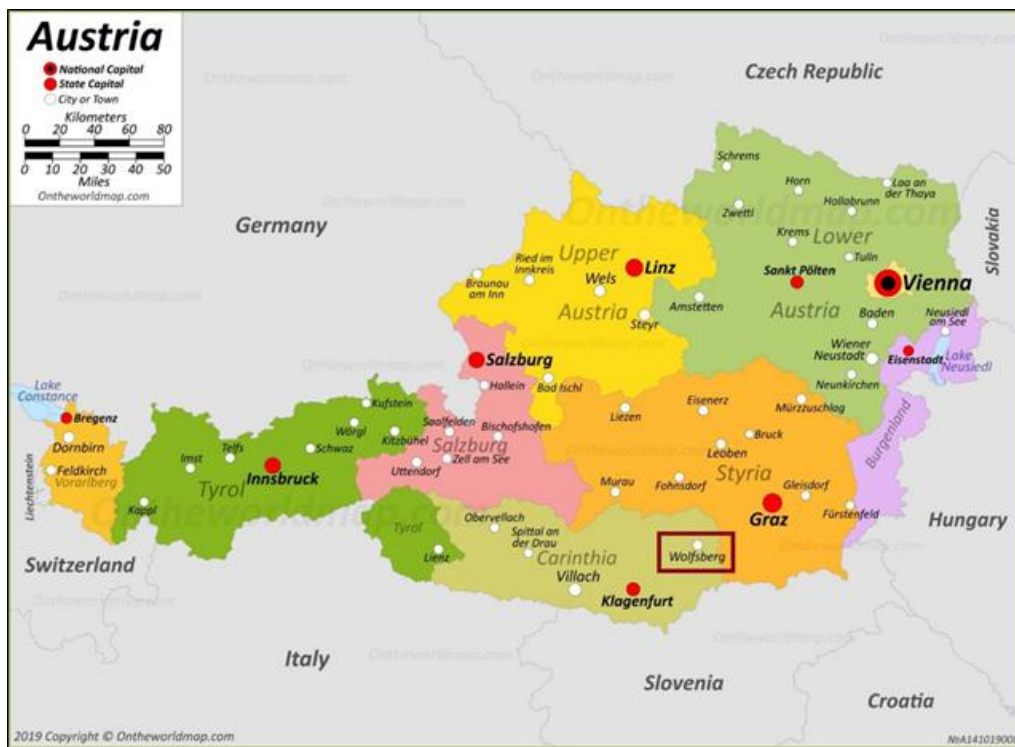 Austria
National Capital
State Capital
City or Town
Kilometers
0 20 40 60 80
0 10 20 30 40 50
Miles
Ontheworldmap.com
Czech Republic
Germany
Slovakia
Hungary
Croatia
Slovenia
Italy
Switzerland
Liechtenstein
Ontheworldmap.com
Schrems
Horn
Laa an
der Thaya
Zwettl
Hollabrunn
Krems
Lower
Tulln
Sankt Pölten
Vienna
Austria
Amstetten
Baden
Neusiedl
am See
Wiener
Neustadt
Eisenstadt
Lake
Neusiedl
Neunkirchen
Burgenland
Upper
Linz
Ried im
Innkreis
Wels
Braunau
am Inn
Austria
Steyr
Salzburg
Hallein
Bad Ischl
Saalfelden
Bischofshofen
Salzburg
Zell am See
Uttendorf
Lake
Constance
Bregenz
Dornbirn
Feldkirch
Vorarlberg
Kufstein
Wörgl
Kitzbühel
Schwaz
Telfs
Imst
Innsbruck
Tyrol
Kappl
Tyrol
Lienz
Liezen
Eisenerz
Mürzzuschlag
Bruck
Leoben
Styria
Murau
Fohnsdorf
Gleisdorf
Graz
Fürstenfeld
Obervellach
Spittal an
der Drau
Carinthia
Wolfsberg
Villach
Klagenfurt
2019 Copyright © Ontheworldmap.com